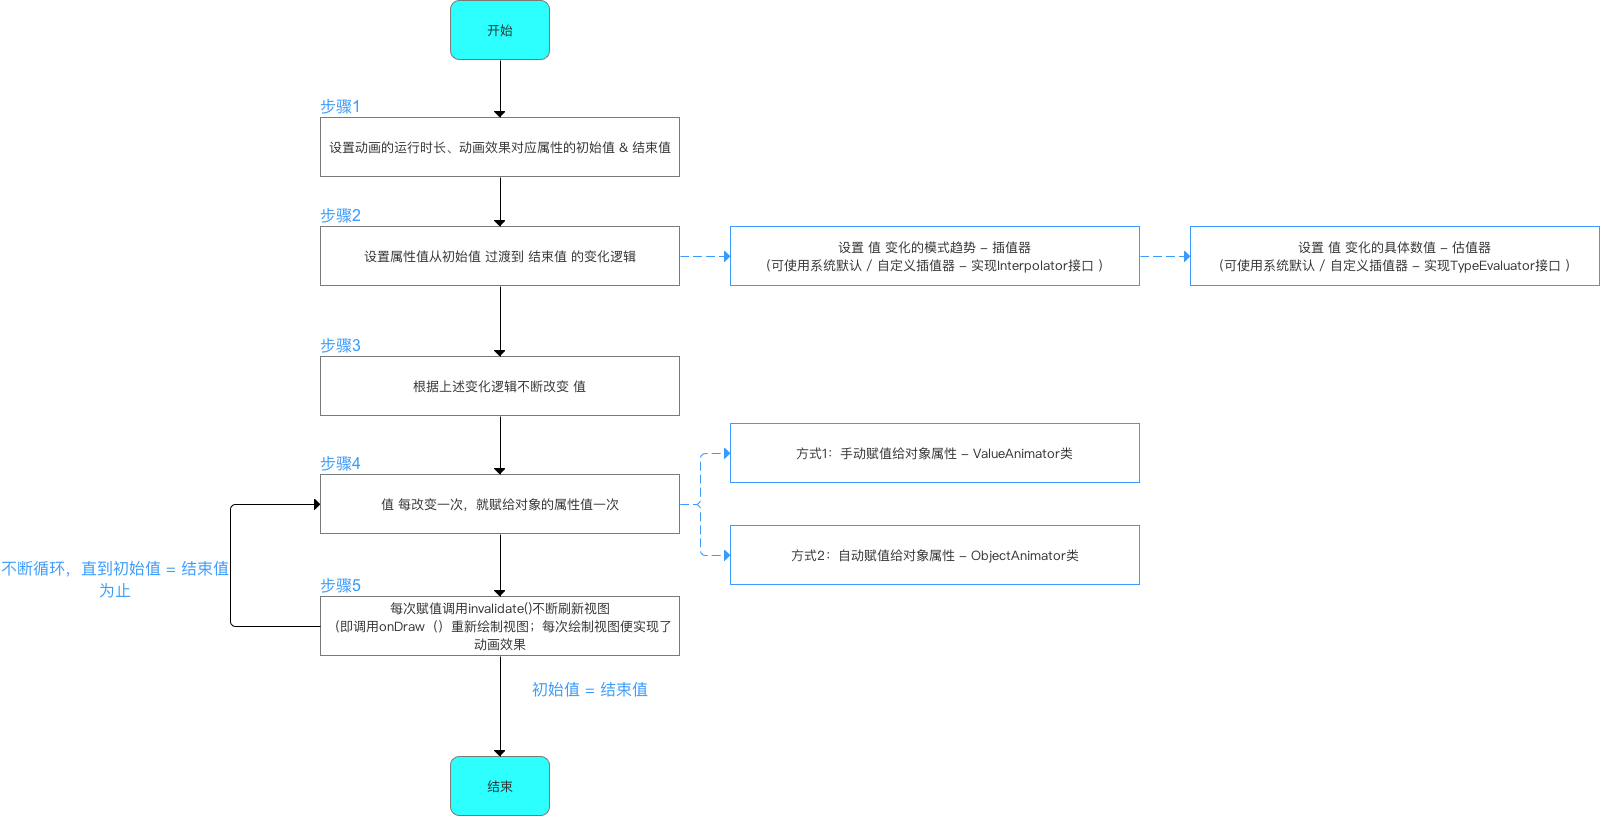 开始
步骤1
设置动画的运行时长、动画效果对应属性的初始值 & 结束值
步骤2
设置属性值从初始值 过渡到 结束值 的变化逻辑
设置 值 变化的模式趋势 – 插值器
(可使用系统默认 / 自定义插值器 – 实现Interpolator接口 )
设置 值 变化的具体数值 – 估值器
(可使用系统默认 / 自定义插值器 – 实现TypeEvaluator接口 )
步骤3
根据上述变化逻辑不断改变 值
步骤4
值 每改变一次，就赋给对象的属性值一次
方式1：手动赋值给对象属性 – ValueAnimator类
方式2：自动赋值给对象属性 – ObjectAnimator类
不断循环，直到初始值 = 结束值
为止
步骤5
每次赋值调用invalidate()不断刷新视图
（即调用onDraw（）重新绘制视图；每次绘制视图便实现了
动画效果
初始值 = 结束值
结束